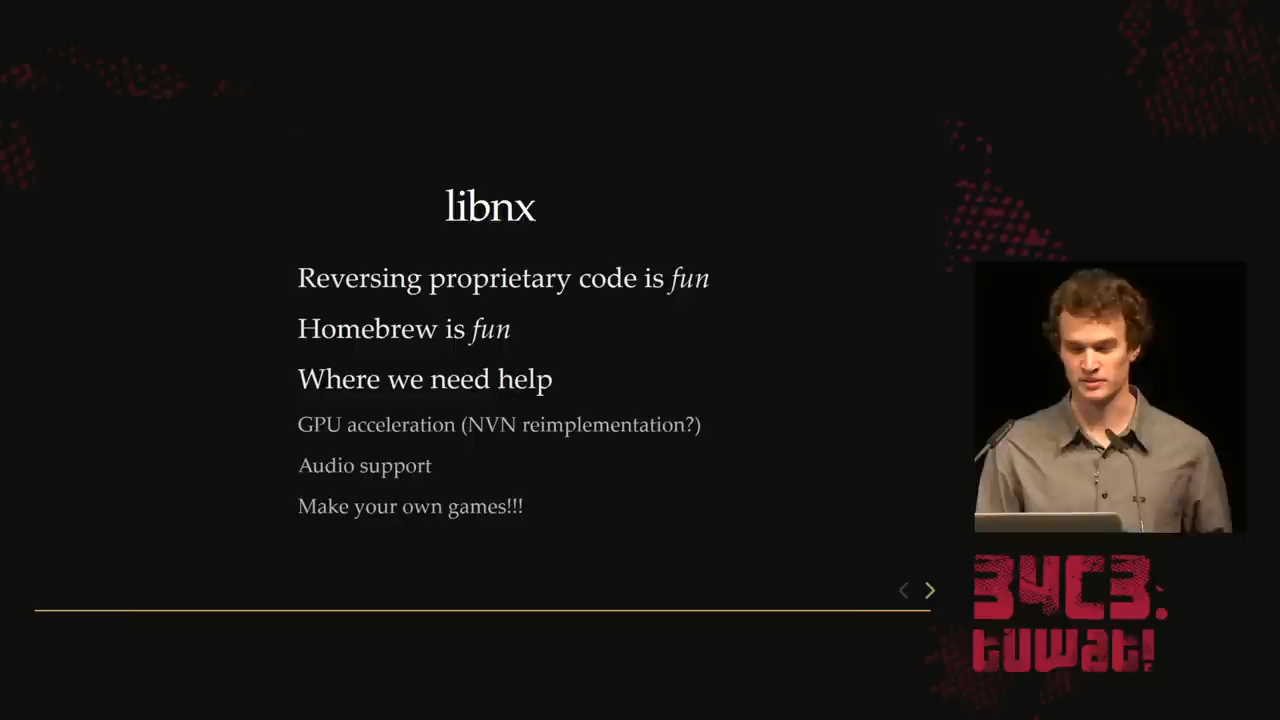 libnx
Reversing proprietary code is fun
Homebrew is fun
Where we need help
GPU acceleration (NVN reimplementation?)
Audio support
Make your own games!!!
34C3.
tuwat!